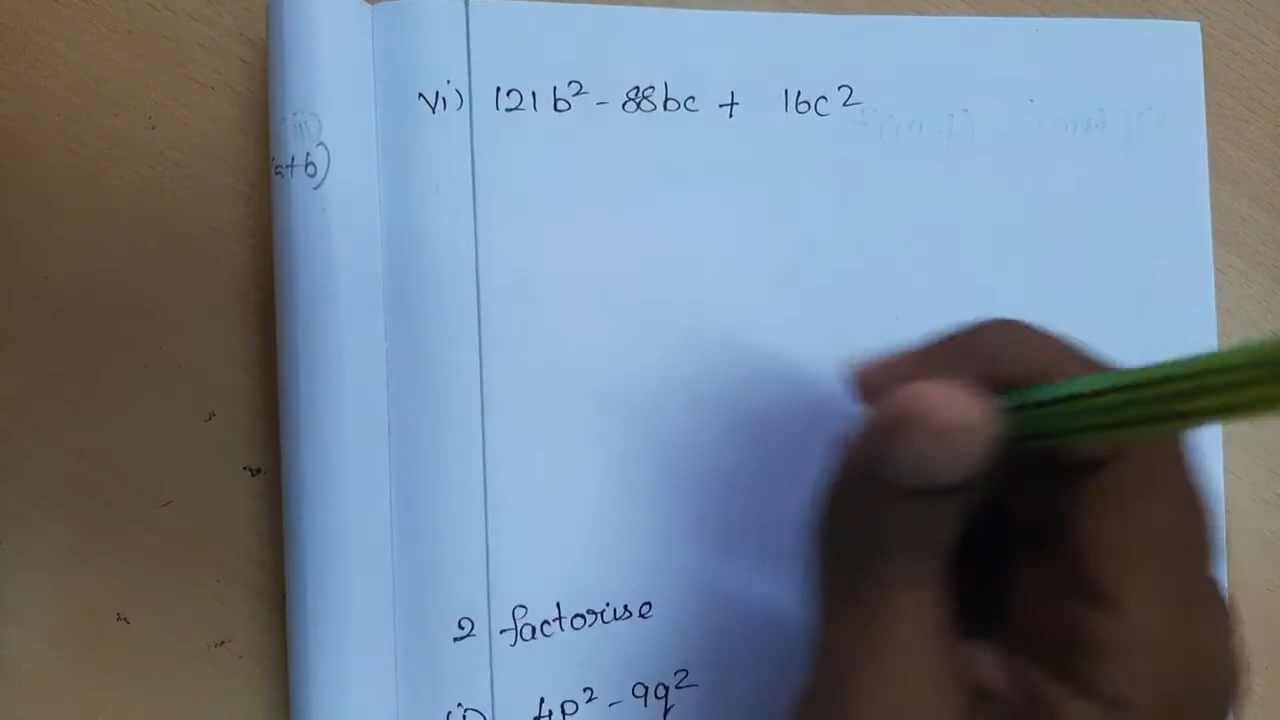 vi) 121b² - 88bc + 16c²
a+b)
2 factorise
(i) 4p² - 9q²